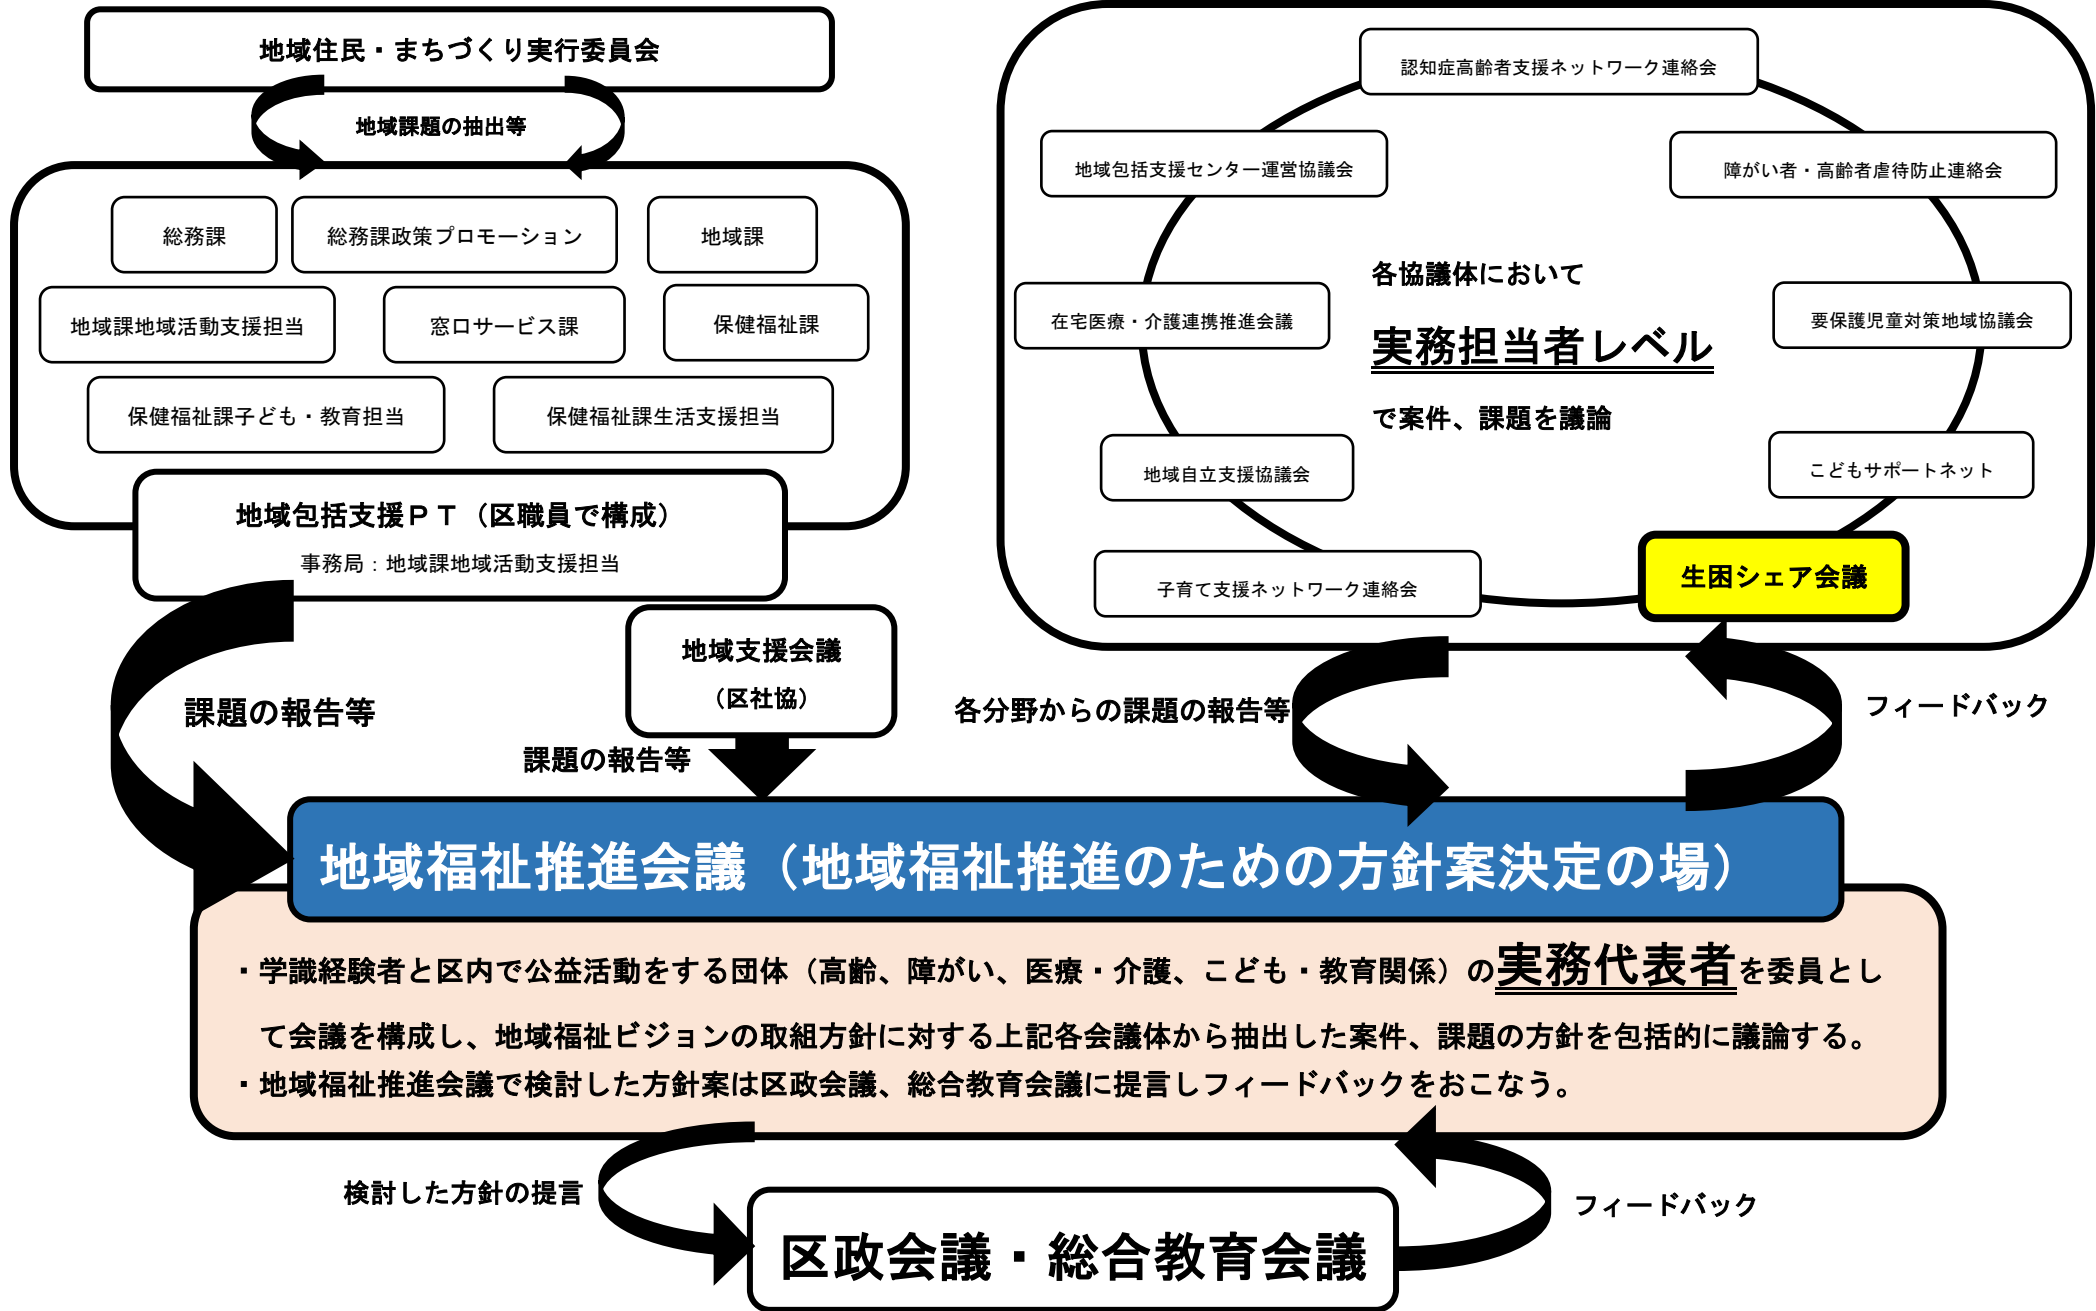 地域住民・まちづくり実行委員会
地域課題の抽出等
総務課
総務課政策プロモーション
地域課
地域課地域活動支援担当
窓口サービス課
保健福祉課
保健福祉課子ども・教育担当
保健福祉課生活支援担当
地域包括支援ＰＴ（区職員で構成）
事務局：地域課地域活動支援担当
課題の報告等
地域支援会議
（区社協）
課題の報告等
認知症高齢者支援ネットワーク連絡会
地域包括支援センター運営協議会
障がい者・高齢者虐待防止連絡会
在宅医療・介護連携推進会議
要保護児童対策地域協議会
各協議体において
実務担当者レベル
で案件、課題を議論
地域自立支援協議会
こどもサポートネット
子育て支援ネットワーク連絡会
生困シェア会議
各分野からの課題の報告等
フィードバック
地域福祉推進会議（地域福祉推進のための方針案決定の場）
・学識経験者と区内で公益活動をする団体（高齢、障がい、医療・介護、こども・教育関係）の実務代表者を委員とし
て会議を構成し、地域福祉ビジョンの取組方針に対する上記各会議体から抽出した案件、課題の方針を包括的に議論する。
・地域福祉推進会議で検討した方針案は区政会議、総合教育会議に提言しフィードバックをおこなう。
検討した方針の提言
フィードバック
区政会議・総合教育会議